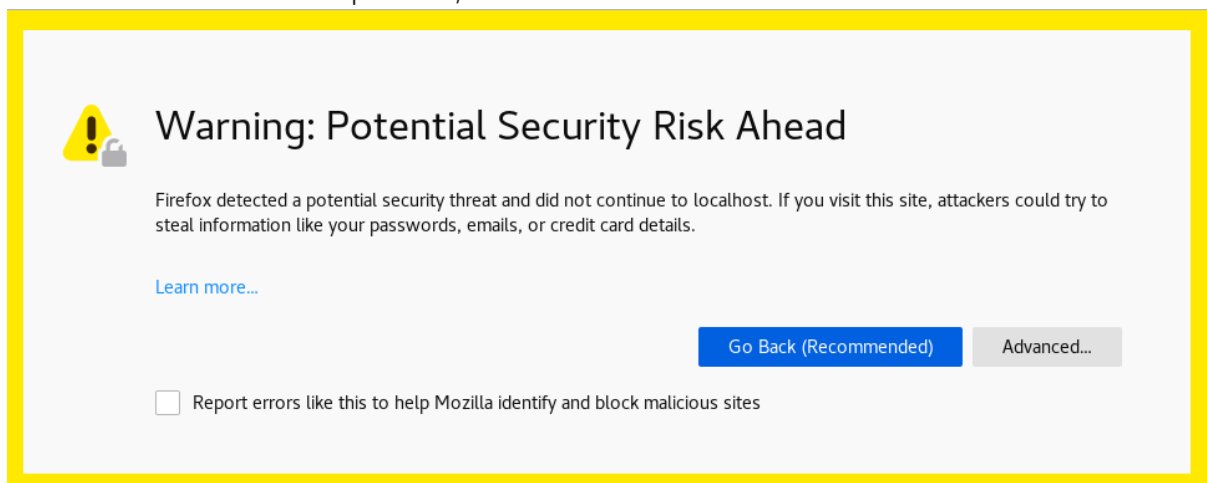 Warning: Potential Security Risk Ahead
Firefox detected a potential security threat and did not continue to localhost. If you visit this site, attackers could try to
steal information like your passwords, emails, or credit card details.
Learn more...
Go Back (Recommended) Advanced...
Report errors like this to help Mozilla identify and block malicious sites